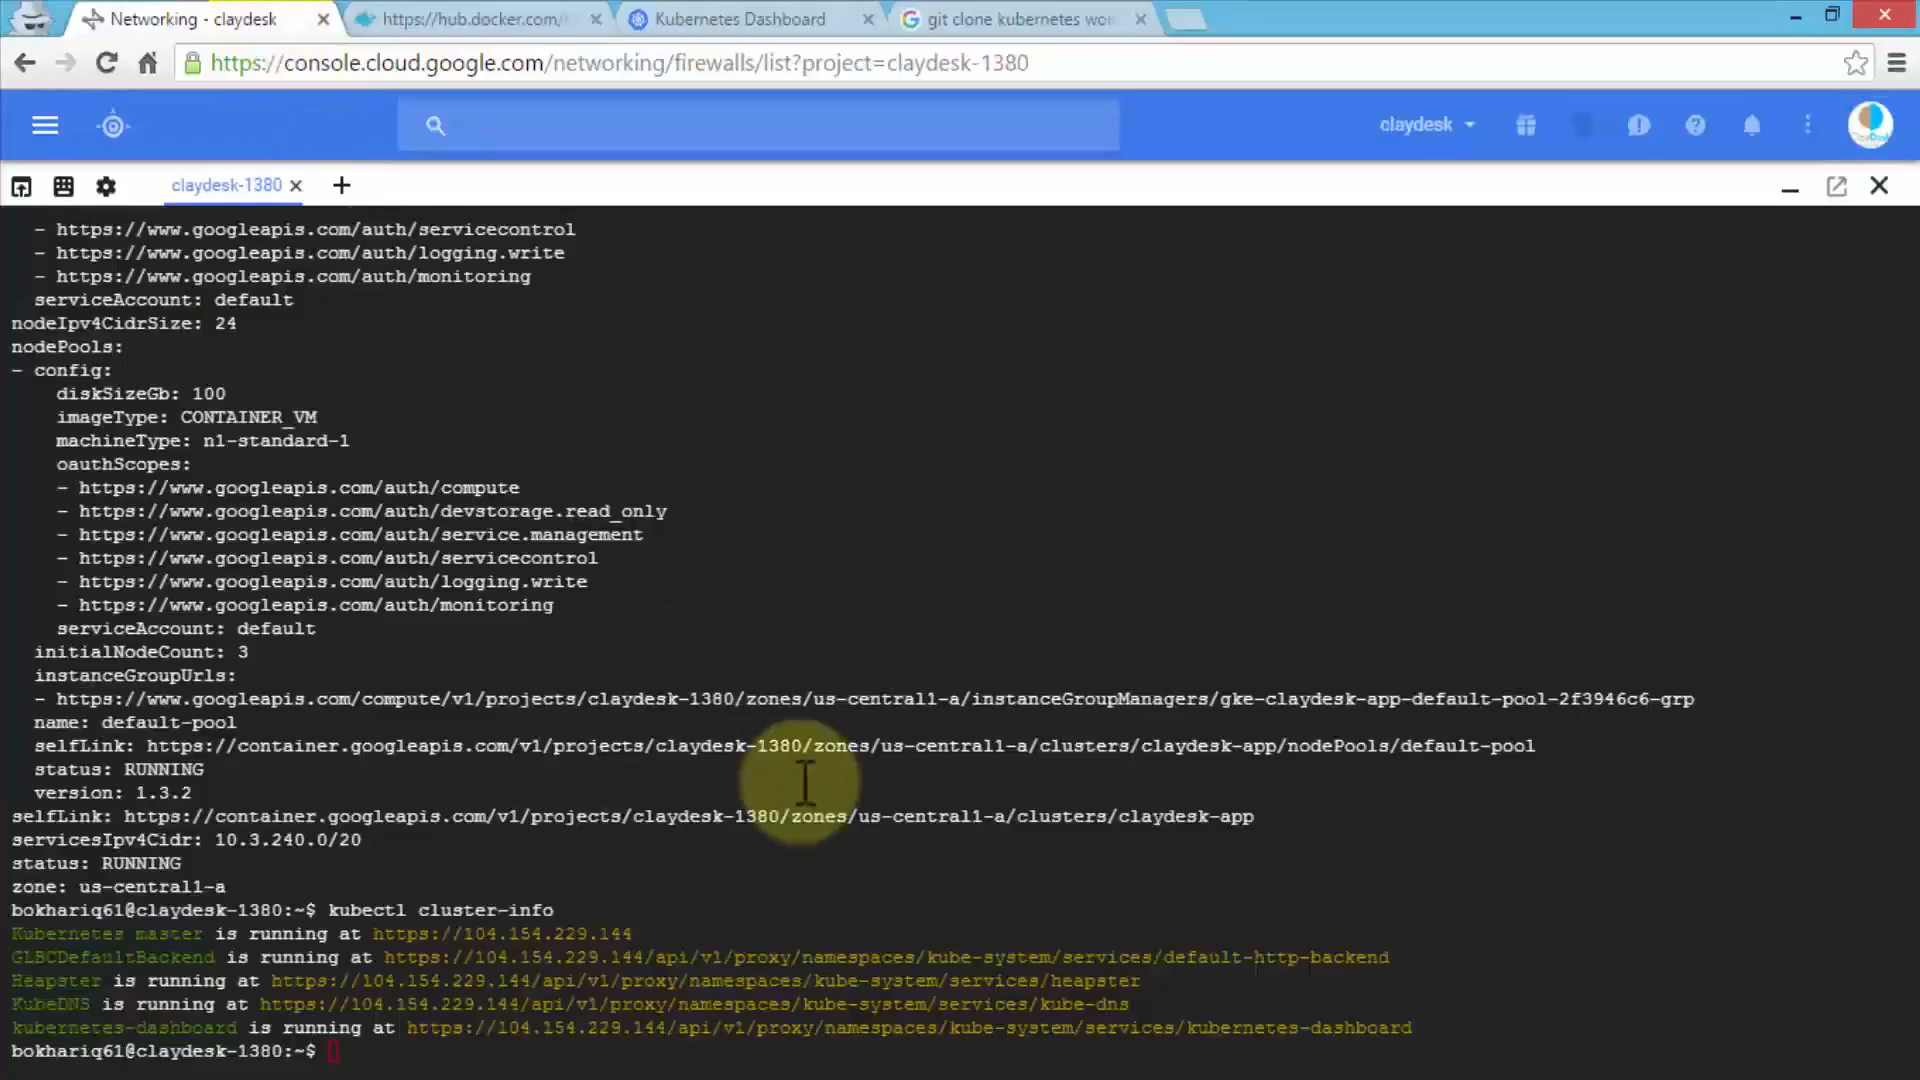 Networking - claydesk
https://hub.docker.com/
Kubernetes Dashboard
git clone kubernetes wor
https://console.cloud.google.com/networking/firewalls/list?project=claydesk-1380
claydesk
claydesk-1380
- https://www.googleapis.com/auth/servicecontrol
- https://www.googleapis.com/auth/logging.write
- https://www.googleapis.com/auth/monitoring
serviceAccount: default
nodeIpv4CidrSize: 24
nodePools:
- config:
diskSizeGb: 100
imageType: CONTAINER_VM
machineType: n1-standard-1
oauthScopes:
- https://www.googleapis.com/auth/compute
- https://www.googleapis.com/auth/devstorage.read_only
- https://www.googleapis.com/auth/service.management
- https://www.googleapis.com/auth/servicecontrol
- https://www.googleapis.com/auth/logging.write
- https://www.googleapis.com/auth/monitoring
serviceAccount: default
initialNodeCount: 3
instanceGroupUrls:
- https://www.googleapis.com/compute/v1/projects/claydesk-1380/zones/us-central1-a/instanceGroupManagers/gke-claydesk-app-default-pool-2f3946c6-grp
name: default-pool
selfLink: https://container.googleapis.com/v1/projects/claydesk-1380/zones/us-central1-a/clusters/claydesk-app/nodePools/default-pool
status: RUNNING
version: 1.3.2
selfLink: https://container.googleapis.com/v1/projects/claydesk-1380/zones/us-central1-a/clusters/claydesk-app
servicesIpv4Cidr: 10.3.240.0/20
status: RUNNING
zone: us-central1-a
bokhariq61@claydesk-1380:~$ kubectl cluster-info
Kubernetes master is running at https://104.154.229.144
GLBCDefaultBackend is running at https://104.154.229.144/api/v1/proxy/namespaces/kube-system/services/default-http-backend
Heapster is running at https://104.154.229.144/api/v1/proxy/namespaces/kube-system/services/heapster
KubeDNS is running at https://104.154.229.144/api/v1/proxy/namespaces/kube-system/services/kube-dns
kubernetes-dashboard is running at https://104.154.229.144/api/v1/proxy/namespaces/kube-system/services/kubernetes-dashboard
bokhariq61@claydesk-1380:~$